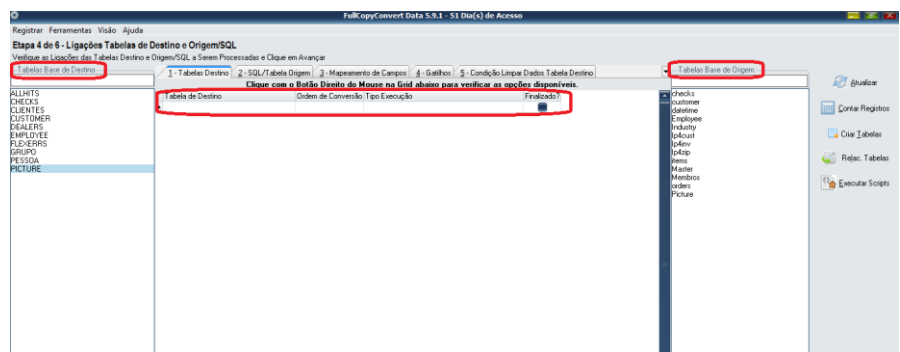 FullCopyConvert Data 5.9.1 - 51 Dia(s) de Acesso
Registrar Ferramentas Visão Ajuda
Etapa 4 de 6 - Ligações Tabelas de Destino e Origem/SQL
Verifique as Ligações das Tabelas Destino e Origem/SQL a Serem Processadas e Clique em Avançar
Tabelas Base de Destino
ALLHITS
CHECKS
CLIENTES
CUSTOMER
DEALERS
EMPLOYEE
FLEXERRS
GRUPO
PESSOA
PICTURE
1 - Tabelas Destino 2 - SQL/Tabela Origem 3 - Mapeamento de Campos 4 - Gatilhos 5 - Condição Limpar Dados Tabela Destino
Clique com o Botão Direito do Mouse na Grid abaixo para verificar as opções disponíveis.
Tabela de Destino Ordem de Conversão Tipo Execução Finalizado?
Tabelas Base de Origem
checks
customer
datetime
Employee
Industry
lp4cust
lp4inv
lp4zip
items
Master
Membros
orders
Picture
Atualizar
Contar Registros
Criar Tabelas
Relac. Tabelas
Executar Scripts